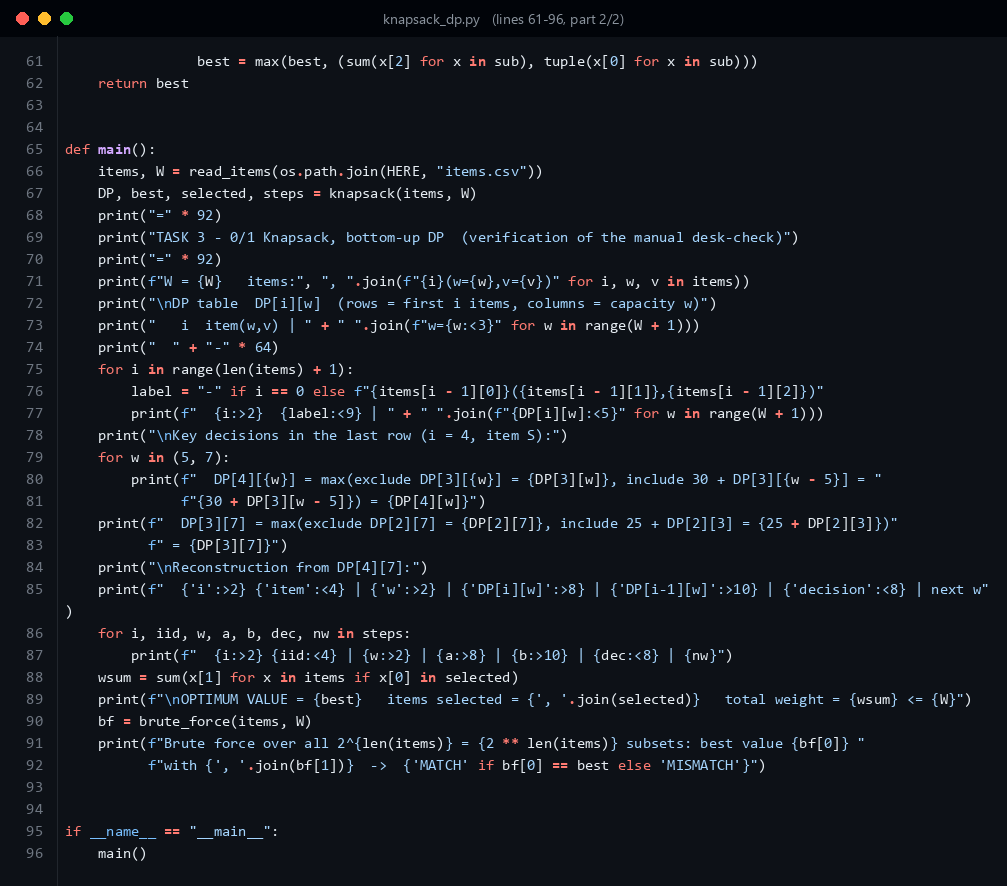 knapsack_dp.py   (lines 61-96, part 2/2)
61                best = max(best, (sum(x[2] for x in sub), tuple(x[0] for x in sub)))
62    return best
63
64
65 def main():
66    items, W = read_items(os.path.join(HERE, "items.csv"))
67    DP, best, selected, steps = knapsack(items, W)
68    print("=" * 92)
69    print("TASK 3 - 0/1 Knapsack, bottom-up DP  (verification of the manual desk-check)")
70    print("=" * 92)
71    print(f"W = {W}   items:", ", ".join(f"{i}(w={w},v={v})" for i, w, v in items))
72    print("\nDP table  DP[i][w]  (rows = first i items, columns = capacity w)")
73    print("   i  item(w,v) | " + " ".join(f"w={w:<3}" for w in range(W + 1)))
74    print("  " + "-" * 64)
75    for i in range(len(items) + 1):
76        label = "-" if i == 0 else f"{items[i - 1][0]}({items[i - 1][1]},{items[i - 1][2]})"
77        print(f"  {i:>2}  {label:<9} | " + " ".join(f"{DP[i][w]:<5}" for w in range(W + 1)))
78    print("\nKey decisions in the last row (i = 4, item S):")
79    for w in (5, 7):
80        print(f"  DP[4][{w}] = max(exclude DP[3][{w}] = {DP[3][w]}, include 30 + DP[3][{w - 5}] = "
81              f"{30 + DP[3][w - 5]}) = {DP[4][w]}")
82    print(f"  DP[3][7] = max(exclude DP[2][7] = {DP[2][7]}, include 25 + DP[2][3] = {25 + DP[2][3]})"
83          f" = {DP[3][7]}")
84    print("\nReconstruction from DP[4][7]:")
85    print(f"  {'i':>2} {'item':<4} | {'w':>2} | {'DP[i][w]':>8} | {'DP[i-1][w]':>10} | {'decision':<8} | next w"
)
86    for i, iid, w, a, b, dec, nw in steps:
87        print(f"  {i:>2} {iid:<4} | {w:>2} | {a:>8} | {b:>10} | {dec:<8} | {nw}")
88    wsum = sum(x[1] for x in items if x[0] in selected)
89    print(f"\nOPTIMUM VALUE = {best}   items selected = {', '.join(selected)}   total weight = {wsum} <= {W}")
90    bf = brute_force(items, W)
91    print(f"Brute force over all 2^{len(items)} = {2 ** len(items)} subsets: best value {bf[0]} "
92          f"with {', '.join(bf[1])}  ->  {'MATCH' if bf[0] == best else 'MISMATCH'}")
93
94
95 if __name__ == "__main__":
96    main()